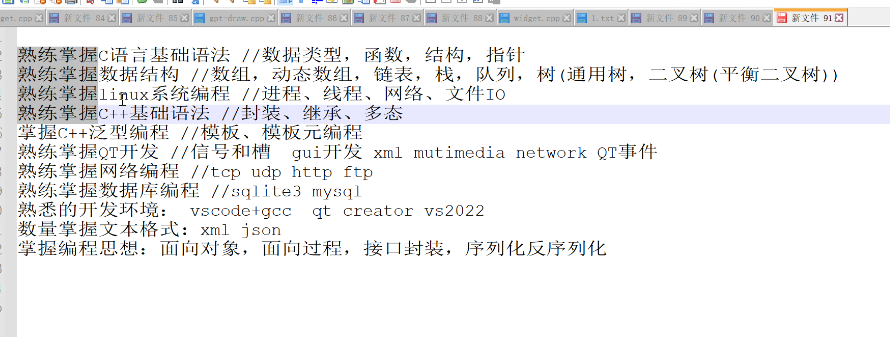 get.cpp 新文件 84 新文件 85 gpt-draw.cpp 新文件 86 新文件 87 新文件 88 widget.cpp 1.txt 新文件 89 新文件 90 新文件 91
熟练掌握C语言基础语法 //数据类型，函数，结构，指针
熟练掌握数据结构 //数组，动态数组，链表，栈，队列，树(通用树，二叉树(平衡二叉树))
熟练掌握linux系统编程 //进程、线程、网络、文件IO
熟练掌握C++基础语法 //封装、继承、多态
掌握C++泛型编程 //模板、模板元编程
熟练掌握QT开发 //信号和槽 gui开发 xml mutimedia network QT事件
熟练掌握网络编程 //tcp udp http ftp
熟练掌握数据库编程 //sqlite3 mysql
熟悉的开发环境： vscode+gcc qt creator vs2022
数量掌握文本格式：xml json
掌握编程思想：面向对象，面向过程，接口封装，序列化反序列化